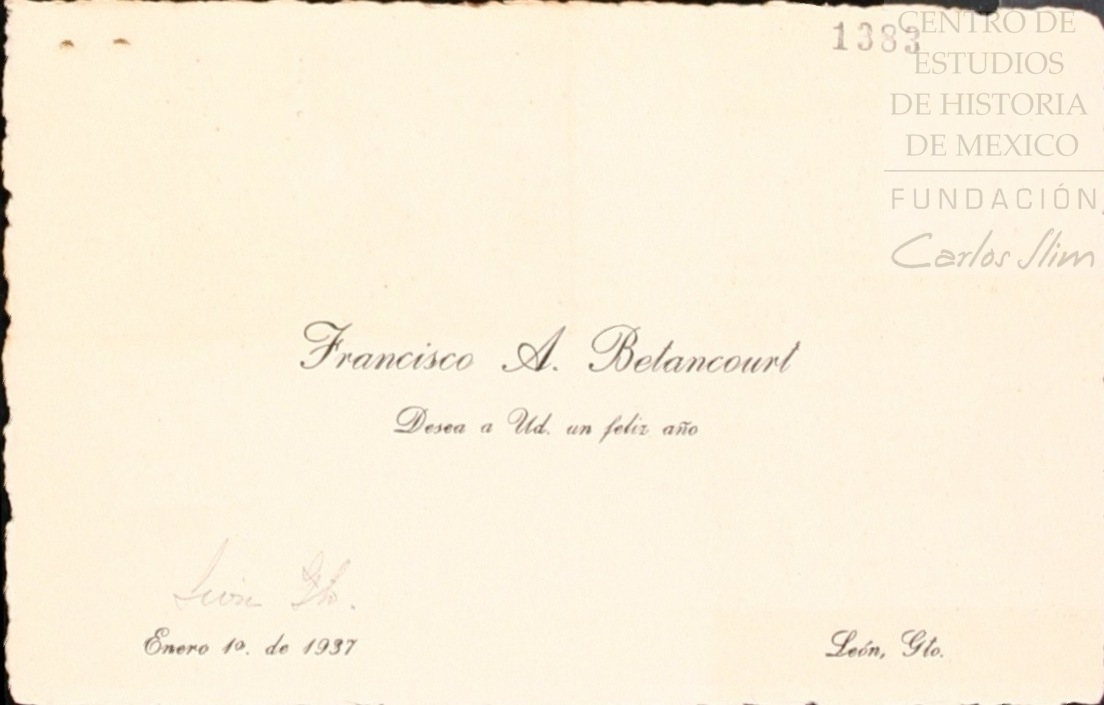 1383
CENTRO DE
ESTUDIOS
DE HISTORIA
DE MEXICO
FUNDACIÓN
Carlos Slim
Francisco A. Betancourt
Desea a Ud. un feliz año
León Gto.
Enero 1º. de 1937
León, Gto.